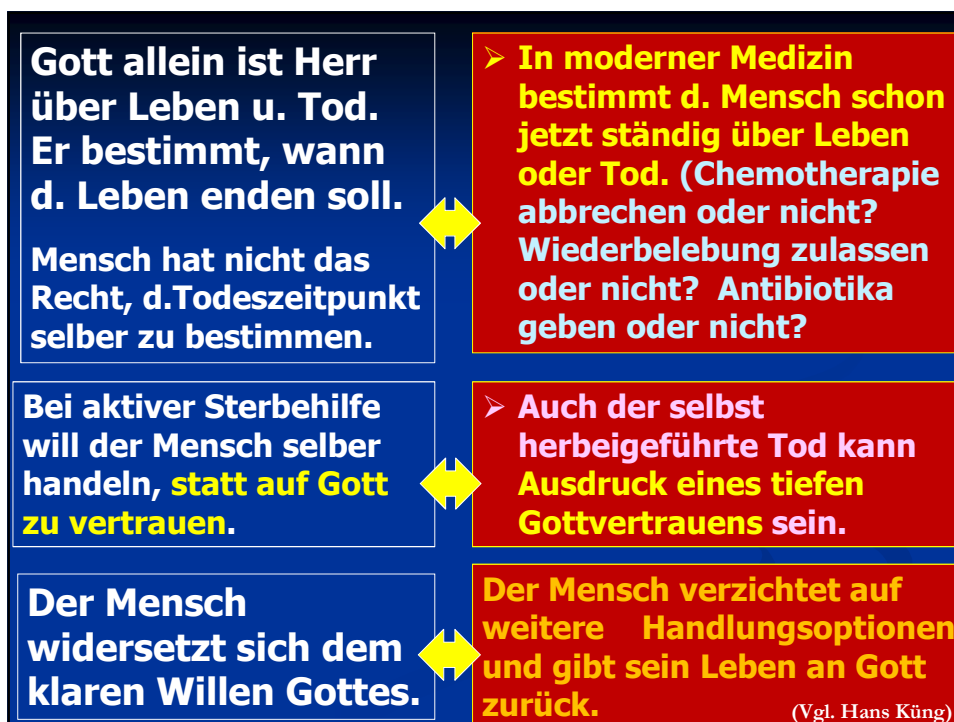 Gott allein ist Herr
über Leben u. Tod.
Er bestimmt, wann
d. Leben enden soll.
Mensch hat nicht das
Recht, d.Todeszeitpunkt
selber zu bestimmen.
➢ In moderner Medizin
bestimmt d. Mensch schon
jetzt ständig über Leben
oder Tod. (Chemotherapie
abbrechen oder nicht?
Wiederbelebung zulassen
oder nicht?  Antibiotika
geben oder nicht?
Bei aktiver Sterbehilfe
will der Mensch selber
handeln, statt auf Gott
zu vertrauen.
➢ Auch der selbst
herbeigeführte Tod kann
Ausdruck eines tiefen
Gottvertrauens sein.
Der Mensch
widersetzt sich dem
klaren Willen Gottes.
Der Mensch verzichtet auf
weitere Handlungsoptionen
und gibt sein Leben an Gott
zurück.
(Vgl. Hans Küng)